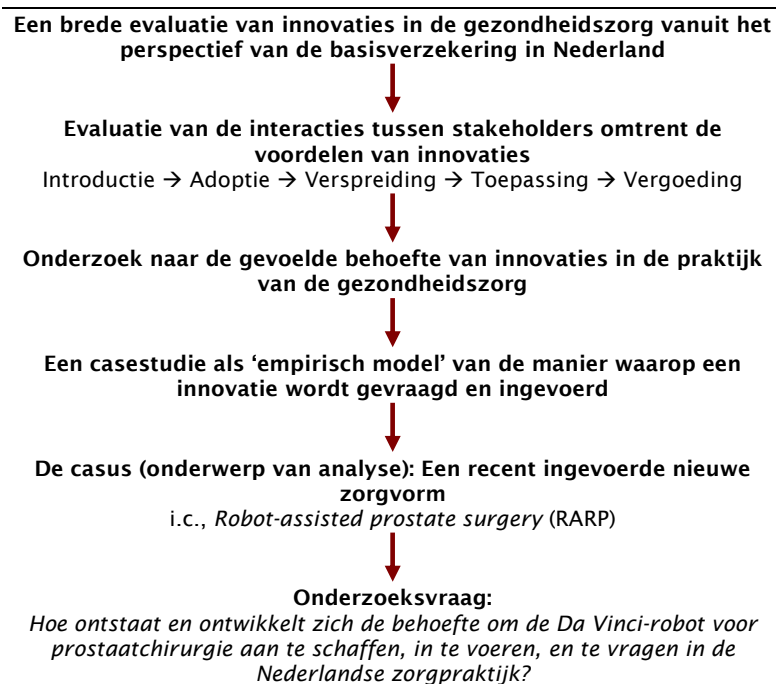 Een brede evaluatie van innovaties in de gezondheidszorg vanuit het
perspectief van de basisverzekering in Nederland
Evaluatie van de interacties tussen stakeholders omtrent de
voordelen van innovaties
Introductie → Adoptie → Verspreiding → Toepassing → Vergoeding
Onderzoek naar de gevoelde behoefte van innovaties in de praktijk
van de gezondheidszorg
Een casestudie als ‘empirisch model’ van de manier waarop een
innovatie wordt gevraagd en ingevoerd
De casus (onderwerp van analyse): Een recent ingevoerde nieuwe
zorgvorm
i.c., Robot-assisted prostate surgery (RARP)
Onderzoeksvraag:
Hoe ontstaat en ontwikkelt zich de behoefte om de Da Vinci-robot voor
prostaatchirurgie aan te schaffen, in te voeren, en te vragen in de
Nederlandse zorgpraktijk?